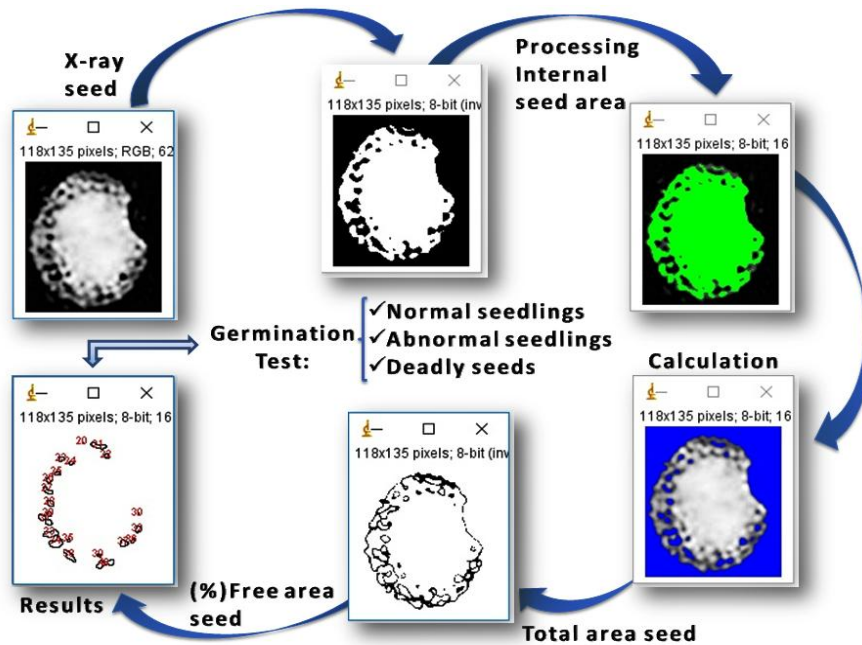 X-ray
seed
118x135 pixels; RGB; 62
118x135 pixels; 8-bit (inv
Processing
Internal
seed area
118x135 pixels; 8-bit; 16
Germination
Test:
✓Normal seedlings
✓Abnormal seedlings
✓Deadly seeds
Calculation
118x135 pixels; 8-bit; 16
Total area seed
118x135 pixels; 8-bit (inv
(%)Free area
seed
118x135 pixels; 8-bit; 16
20
30
Results